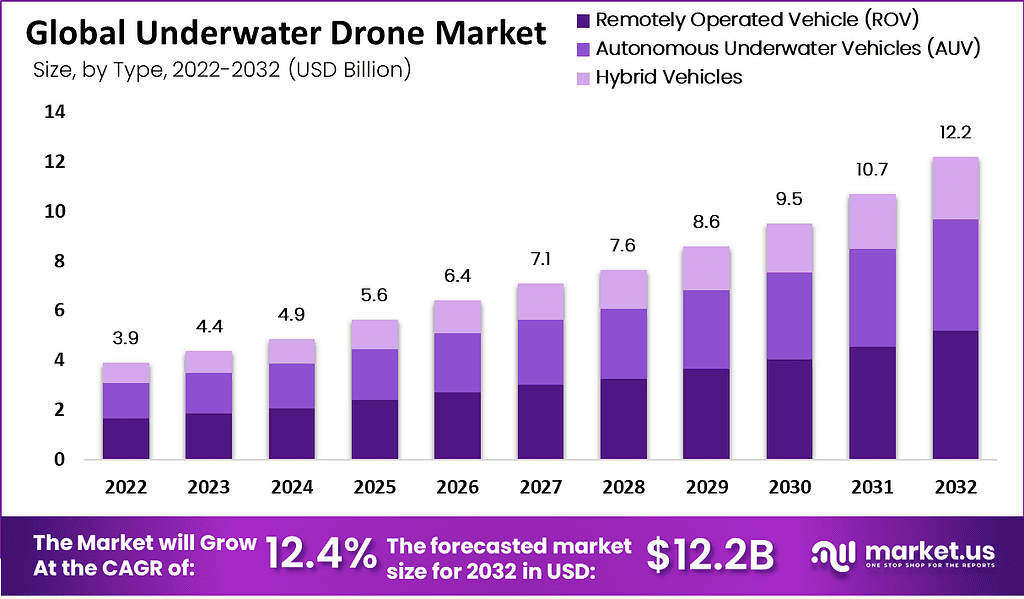 Global Underwater Drone Market
Size, by Type, 2022-2032 (USD Billion)
Remotely Operated Vehicle (ROV)
Autonomous Underwater Vehicles (AUV)
Hybrid Vehicles
14
12
10
8
6
4
2
0
3.9
4.4
4.9
5.6
6.4
7.1
7.6
8.6
9.5
10.7
12.2
2022 2023 2024 2025 2026 2027 2028 2029 2030 2031 2032
The Market will Grow
At the CAGR of:
12.4%
The forecasted market
size for 2032 in USD:
$12.2B
market.us
ONE STOP SHOP FOR THE REPORTS